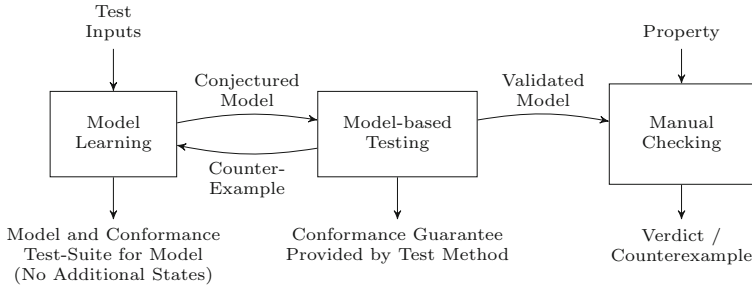 Test
Inputs
Property
Conjectured
Model
Validated
Model
Model
Learning
Model-based
Testing
Manual
Checking
Counter-
Example
Model and Conformance
Test-Suite for Model
(No Additional States)
Conformance Guarantee
Provided by Test Method
Verdict /
Counterexample